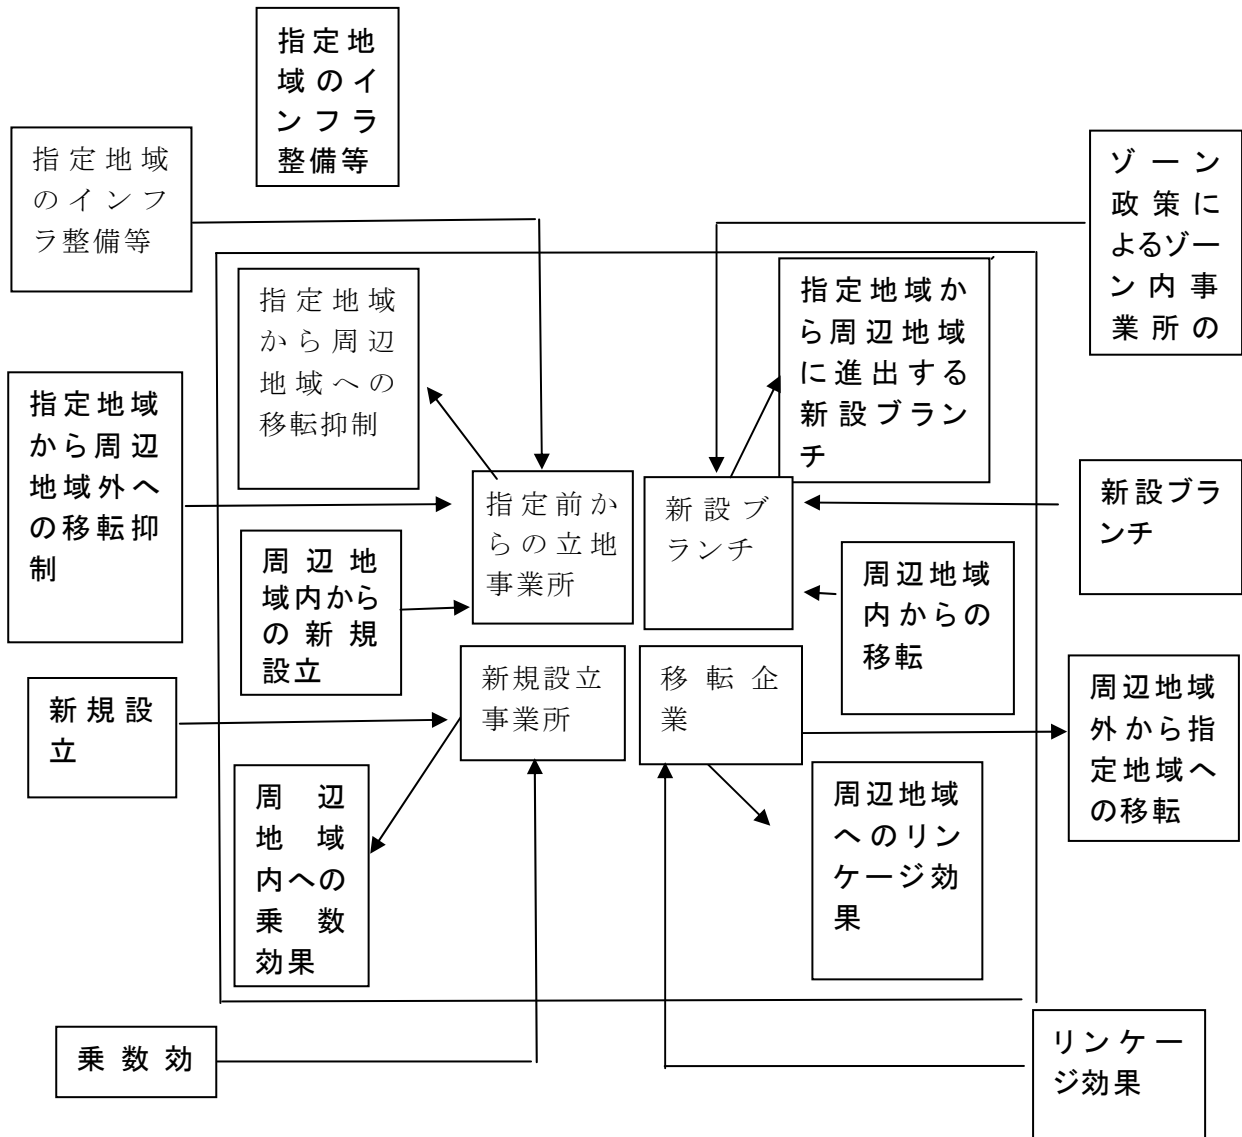 指定地
域のイ
ンフラ
整備等
指定地域
のインフ
ラ整備等
ゾーン
政策に
よるゾー
ン内事
業所の
指定地域
から周辺
地域への
移転抑制
指定地域か
ら周辺地域
に進出する
新設ブラン
チ
指定地域
から周辺
地域外へ
の移転抑
制
指定前か
らの立地
事業所
新設ブ
ランチ
新設ブラ
ンチ
周辺地
域内から
の新規
設立
周辺地域
内からの
移転
新規設
立
新規設立
事業所
移転企
業
周辺地域
外から指
定地域へ
の移転
周辺
地域
内への
乗数
効果
周辺地域
へのリン
ケージ効
果
乗数効
リンケー
ジ効果